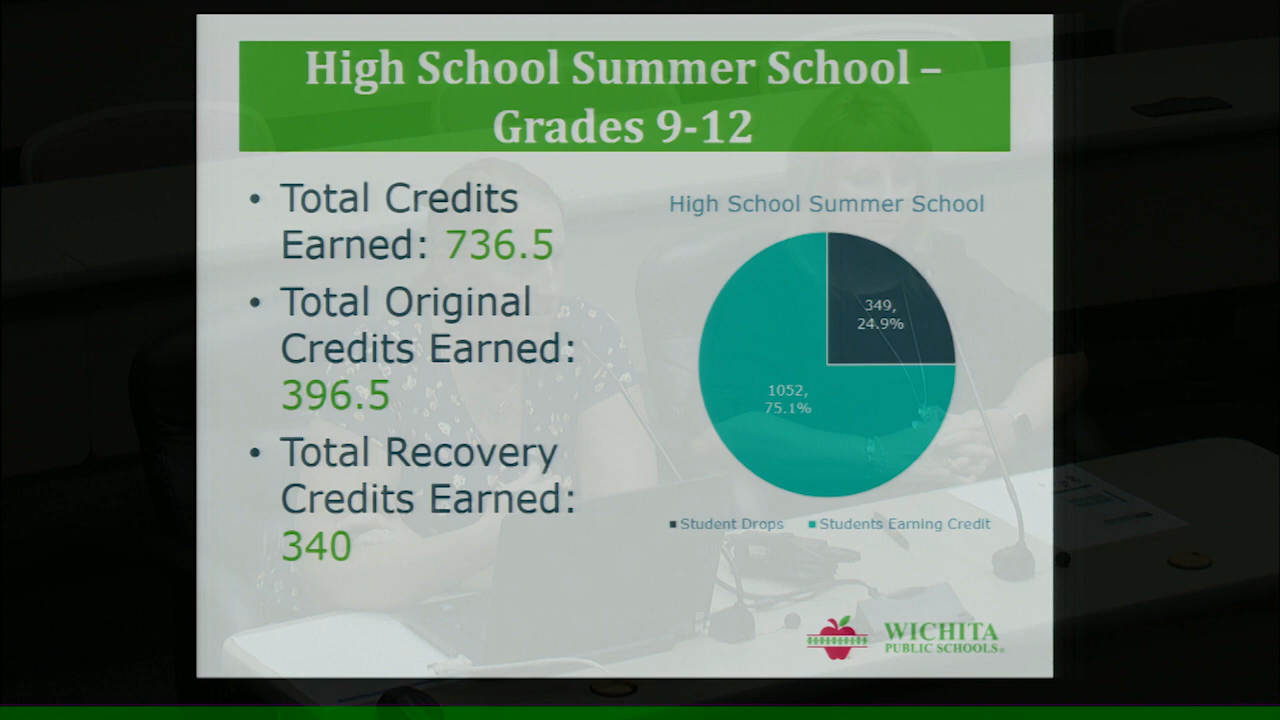 High School Summer School –
Grades 9-12
• Total Credits
Earned: 736.5
• Total Original
Credits Earned:
396.5
• Total Recovery
Credits Earned:
340
High School Summer School
349,
24.9%
1052,
75.1%
Student Drops
Students Earning Credit
WICHITA
PUBLIC SCHOOLS®